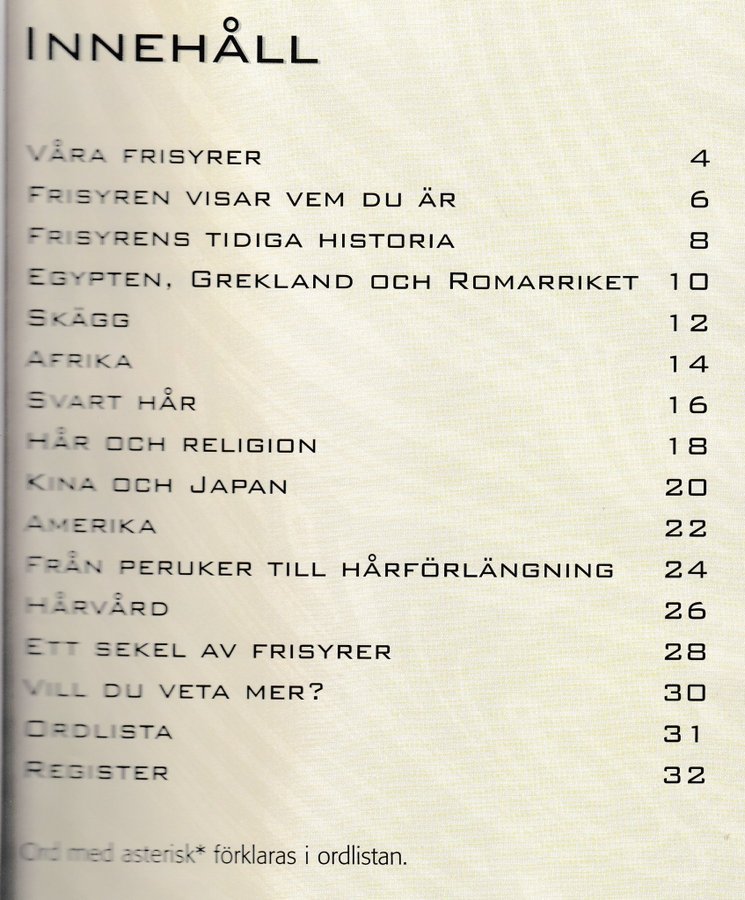 INNEHÅLL
VÅRA FRISYRER 4
FRISYREN VISAR VEM DU ÄR 6
FRISYRENS TIDIGA HISTORIA 8
EGYPTEN, GREKLAND OCH ROMARRIKET 10
SKÄGG 12
AFRIKA 14
SVART HÅR 16
HÅR OCH RELIGION 18
KINA OCH JAPAN 20
AMERIKA 22
FRÅN PERUKER TILL HÅRFÖRLÄNGNING 24
HÅRVÅRD 26
ETT SEKEL AV FRISYRER 28
VILL DU VETA MER? 30
ORDLISTA 31
REGISTER 32
Ord med asterisk* förklaras i ordlistan.